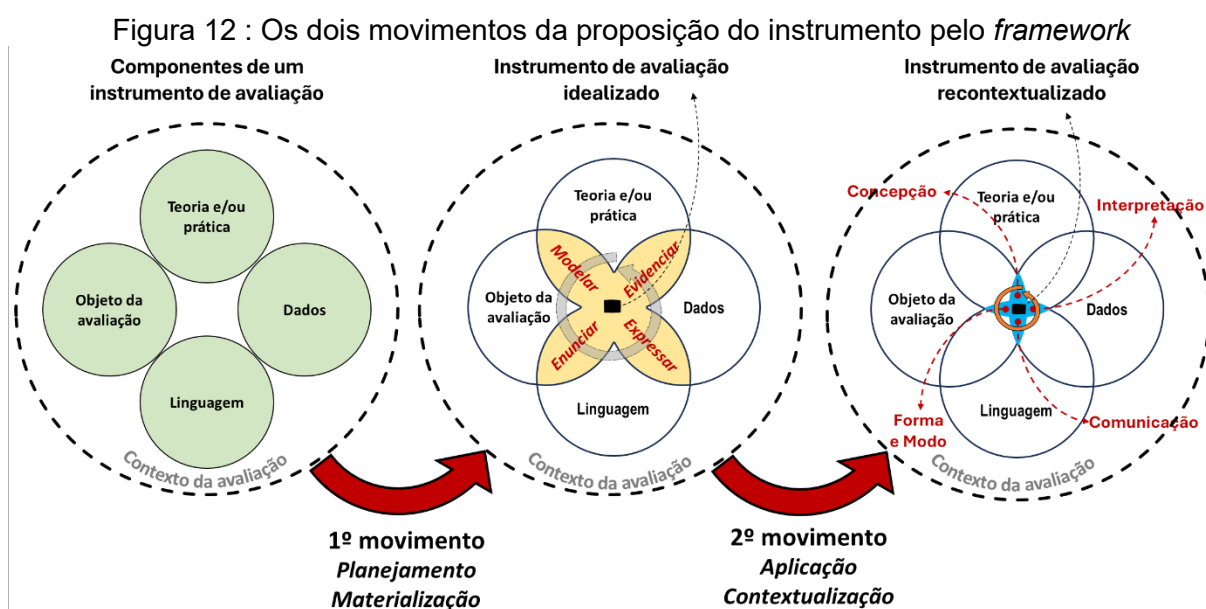 Figura 12 : Os dois movimentos da proposição do instrumento pelo framework
Componentes de um
instrumento de avaliação
Teoria e/ou
prática
Objeto da
avaliação
Dados
Linguagem
Contexto da avaliação
Instrumento de avaliação
idealizado
Teoria e/ou
prática
Modelar
Evidenciar
Objeto da
avaliação
Dados
Enunciar
Expressar
Linguagem
Contexto da avaliação
Instrumento de avaliação
recontextualizado
Concepção
Teoria e/ou
prática
Interpretação
Objeto da
avaliação
Dados
Linguagem
Forma
e Modo
Comunicação
Contexto da avaliação
1º movimento
Planejamento
Materialização
2º movimento
Aplicação
Contextualização